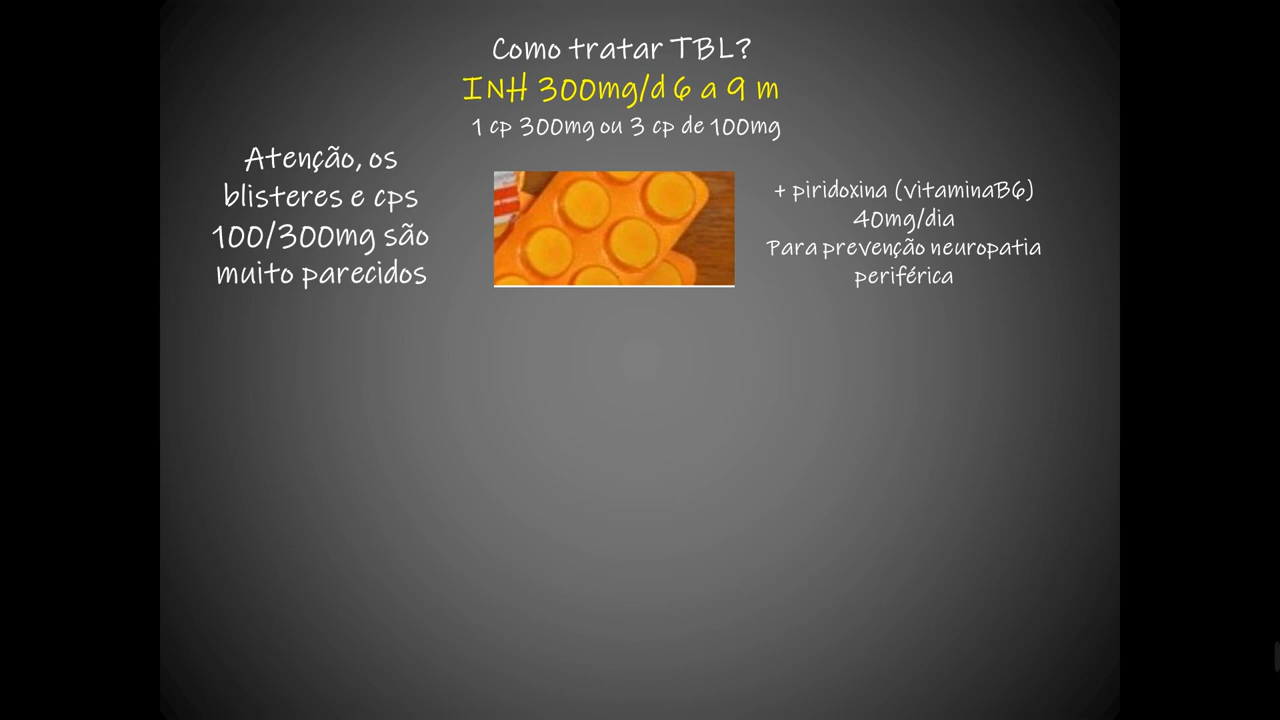 Como tratar TBL?
INH 300mg/d 6 a 9 m
1 cp 300mg ou 3 cp de 100mg
Atenção, os
blisteres e cps
100/300mg são
muito parecidos
+ piridoxina (vitaminaB6)
40mg/dia
Para prevenção neuropatia
periférica